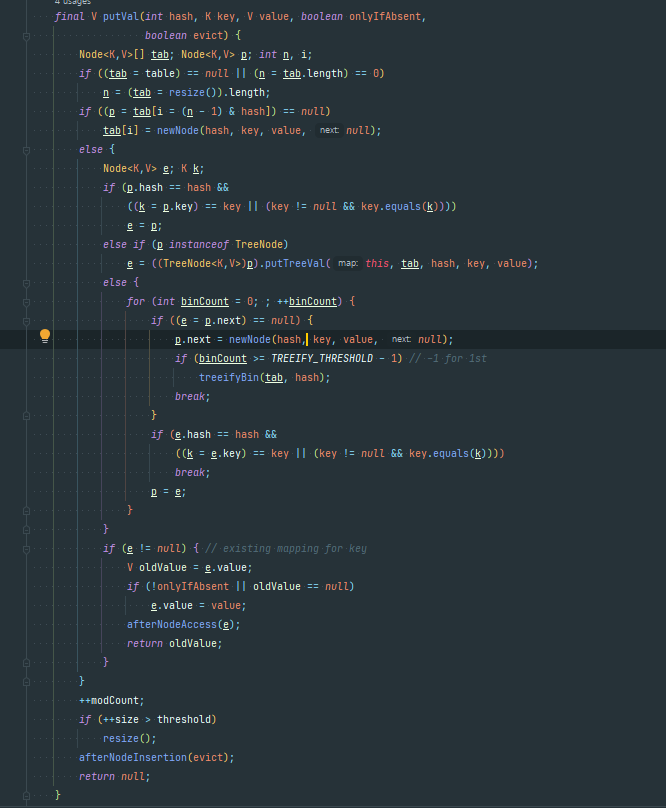 4 usages
final V putVal(int hash, K key, V value, boolean onlyIfAbsent,
boolean evict) {
Node<K,V>[] tab; Node<K,V> p; int n, i;
if ((tab = table) == null || (n = tab.length) == 0)
n = (tab = resize()).length;
if ((p = tab[i = (n - 1) & hash]) == null)
tab[i] = newNode(hash, key, value, next: null);
else {
Node<K,V> e; K k;
if (p.hash == hash &&
((k = p.key) == key || (key != null && key.equals(k))))
e = p;
else if (p instanceof TreeNode)
e = ((TreeNode<K,V>)p).putTreeVal( map: this, tab, hash, key, value);
else {
for (int binCount = 0; ; ++binCount) {
if ((e = p.next) == null) {
p.next = newNode(hash, key, value, next: null);
if (binCount >= TREEIFY_THRESHOLD - 1) // -1 for 1st
treeifyBin(tab, hash);
break;
}
if (e.hash == hash &&
((k = e.key) == key || (key != null && key.equals(k))))
break;
p = e;
}
}
if (e != null) { // existing mapping for key
V oldValue = e.value;
if (!onlyIfAbsent || oldValue == null)
e.value = value;
afterNodeAccess(e);
return oldValue;
}
}
++modCount;
if (++size > threshold)
resize();
afterNodeInsertion(evict);
return null;
}